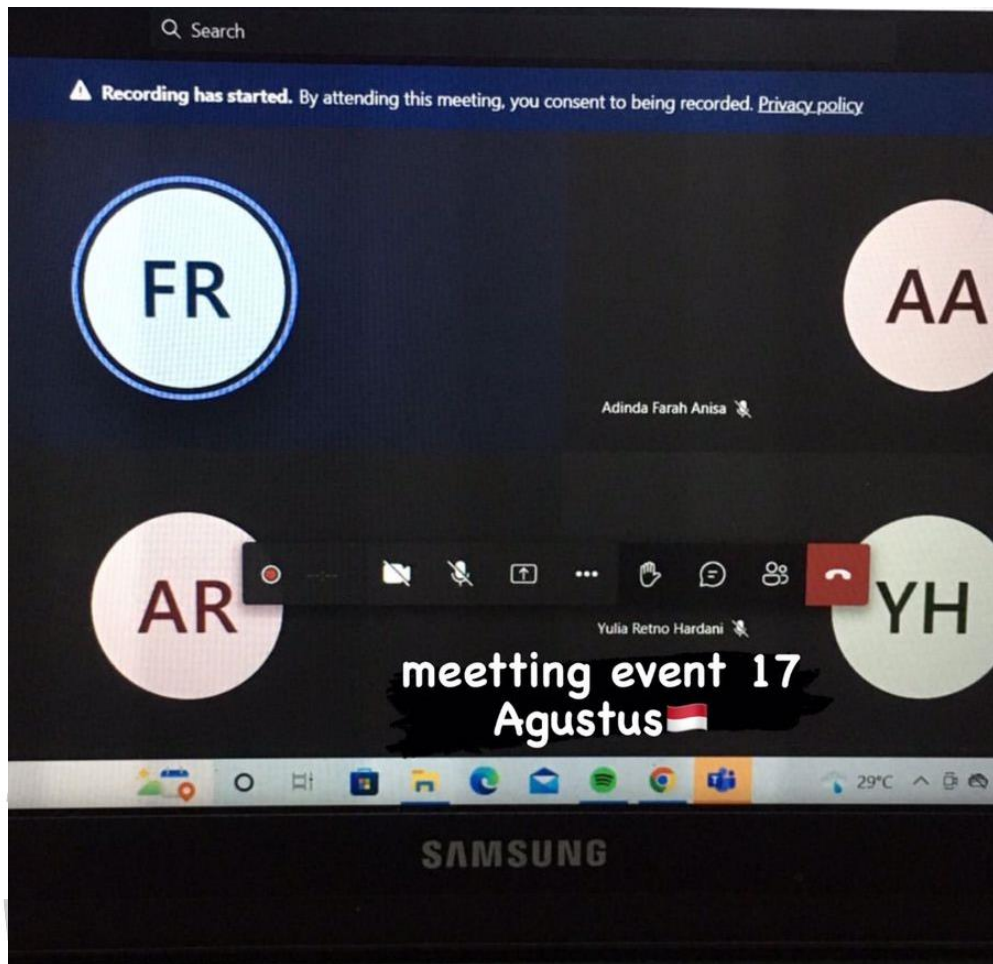 Search
Recording has started. By attending this meeting, you consent to being recorded. Privacy policy
FR
AA
Adinda Farah Anisa
AR
YH
Yulia Retno Hardani
meetting event 17
Agustus
29°C
SAMSUNG